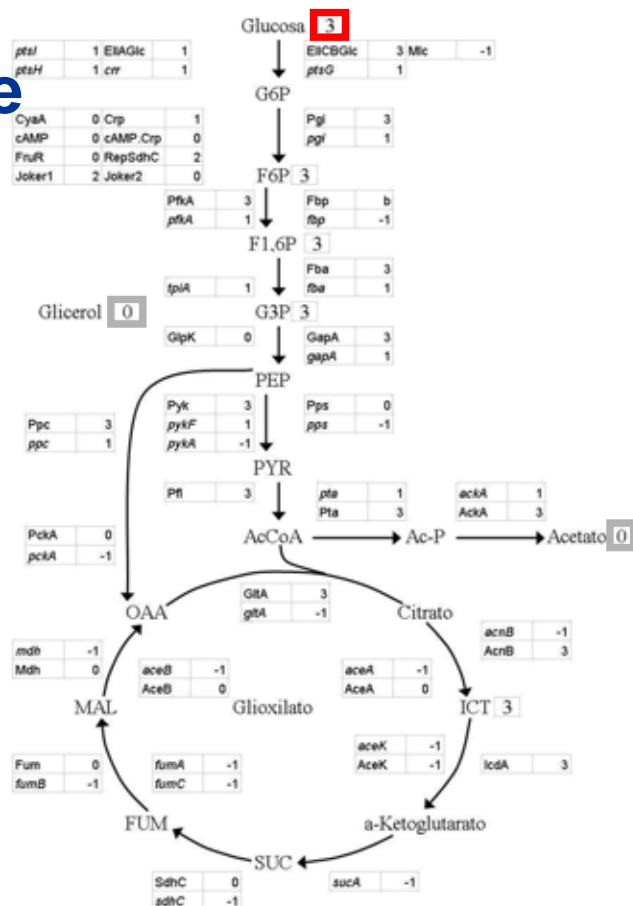 Glucosa 3
ptsI 1 EIIAGlc 1
ptsH 1 crr 1
EIICBGlc 3 Mlc -1
ptsG 1
G6P
e
CyaA 0 Crp 1
cAMP 0 cAMP.Crp 0
FruR 0 RepSdhC 2
Joker1 2 Joker2 0
Pgi 3
pgi 1
F6P 3
PfkA 3
pfkA 1
Fbp b
fbp -1
F1,6P 3
Fba 3
fba 1
tpiA 1
Glicerol 0
G3P 3
GlpK 0
GapA 3
gapA 1
PEP
Ppc 3
ppc 1
Pyk 3
pykF 1
pykA -1
Pps 0
pps -1
PYR
Pfl 3
pta 1
Pta 3
ackA 1
AckA 3
PckA 0
pckA -1
AcCoA
Ac-P
Acetato 0
GltA 3
gltA -1
OAA
Citrato
acnB -1
AcnB 3
mdh -1
Mdh 0
aceB -1
AceB 0
aceA -1
AceA 0
MAL
Glioxilato
ICT 3
aceK -1
AceK -1
IcdA 3
Fum 0
fumB -1
fumA -1
fumC -1
FUM
a-Ketoglutarato
SUC
SdhC 0
sdhC -1
sucA -1